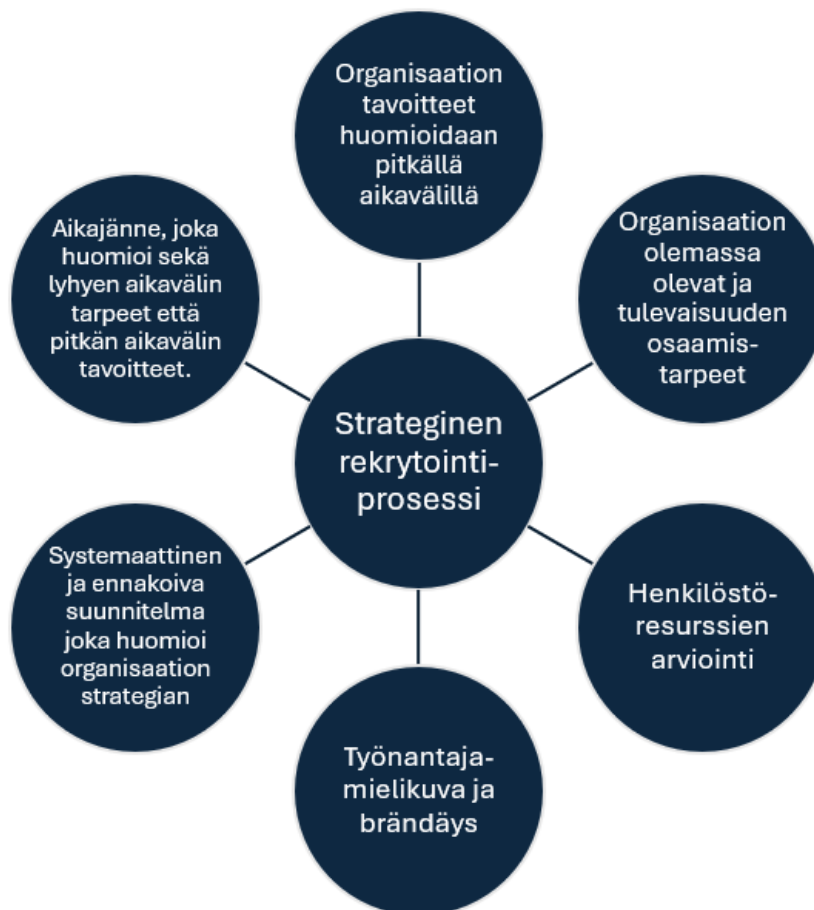 Organisaation
tavoitteet
huomioidaan
pitkällä
aikavälillä
Organisaation
olemassa
olevat ja
tulevaisuuden
osaamis-
tarpeet
Henkilöstö-
resurssien
arviointi
Työnantaja-
mielikuva ja
brändäys
Systemaattinen
ja ennakoiva
suunnitelma
joka huomioi
organisaation
strategian
Aikajänne, joka
huomioi sekä
lyhyen aikavälin
tarpeet että
pitkän aikavälin
tavoitteet.
Strateginen
rekrytointi-
prosessi